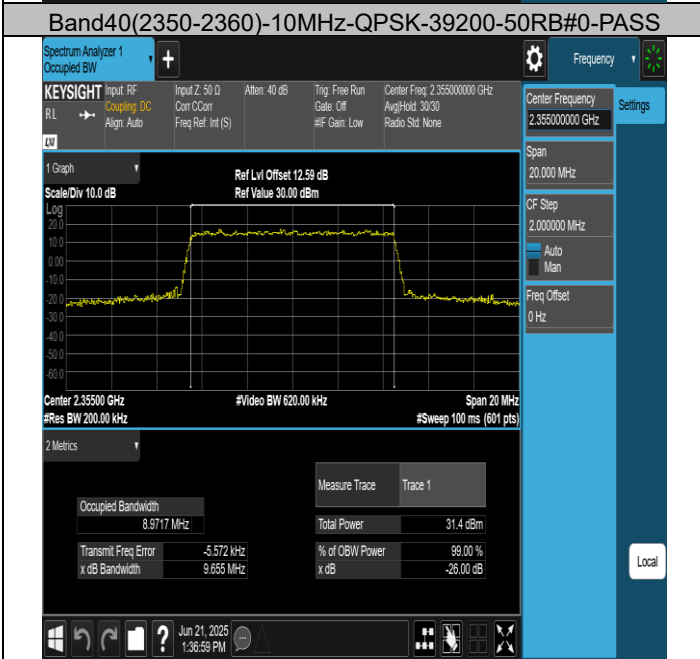 Band40(2350-2360)-10MHz-QPSK-39200-50RB#0-PASS
Spectrum Analyzer 1
Occupied BW
+
Frequency
KEYSIGHT
RL
LXI
Input: RF
Coupling: DC
Align: Auto
Input Z: 50 Ω
Corr CCorr
Freq Ref: Int (S)
Atten: 40 dB
Trig: Free Run
Gate: Off
#IF Gain: Low
Center Freq: 2.355000000 GHz
Avg|Hold: 30/30
Radio Std: None
Center Frequency
2.355000000 GHz
Settings
Span
20.000 MHz
CF Step
2.000000 MHz
Auto
Man
Freq Offset
0 Hz
1 Graph
Scale/Div 10.0 dB
Ref Lvl Offset 12.59 dB
Ref Value 30.00 dBm
Log
20.0
10.0
0.00
-10.0
-20.0
-30.0
-40.0
-50.0
-60.0
Center 2.35500 GHz
#Res BW 200.00 kHz
#Video BW 620.00 kHz
Span 20 MHz
#Sweep 100 ms (601 pts)
2 Metrics
Measure Trace Trace 1
Occupied Bandwidth
8.9717 MHz
Total Power 31.4 dBm
Transmit Freq Error -5.572 kHz
% of OBW Power 99.00 %
x dB Bandwidth 9.655 MHz
x dB -26.00 dB
Local
?
Jun 21, 2025
1:36:59 PM